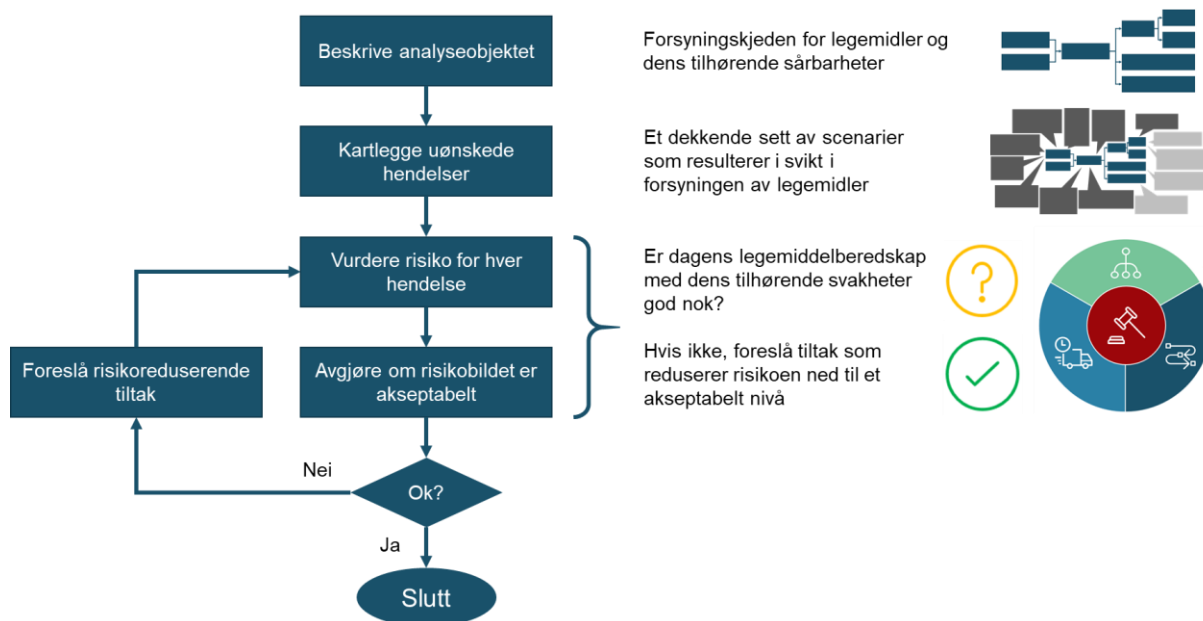 Beskrive analyseobjektet
Forsyningskjeden for legemidler og
dens tilhørende sårbarheter
Kartlegge uønskede
hendelser
Et dekkende sett av scenarier
som resulterer i svikt i
forsyningen av legemidler
Vurdere risiko for hver
hendelse
Er dagens legemiddelberedskap
med dens tilhørende svakheter
god nok?
?
Foreslå risikoreduserende
tiltak
Avgjøre om risikobildet er
akseptabelt
Hvis ikke, foreslå tiltak som
reduserer risikoen ned til et
akseptabelt nivå
Nei
Ok?
Ja
Slutt